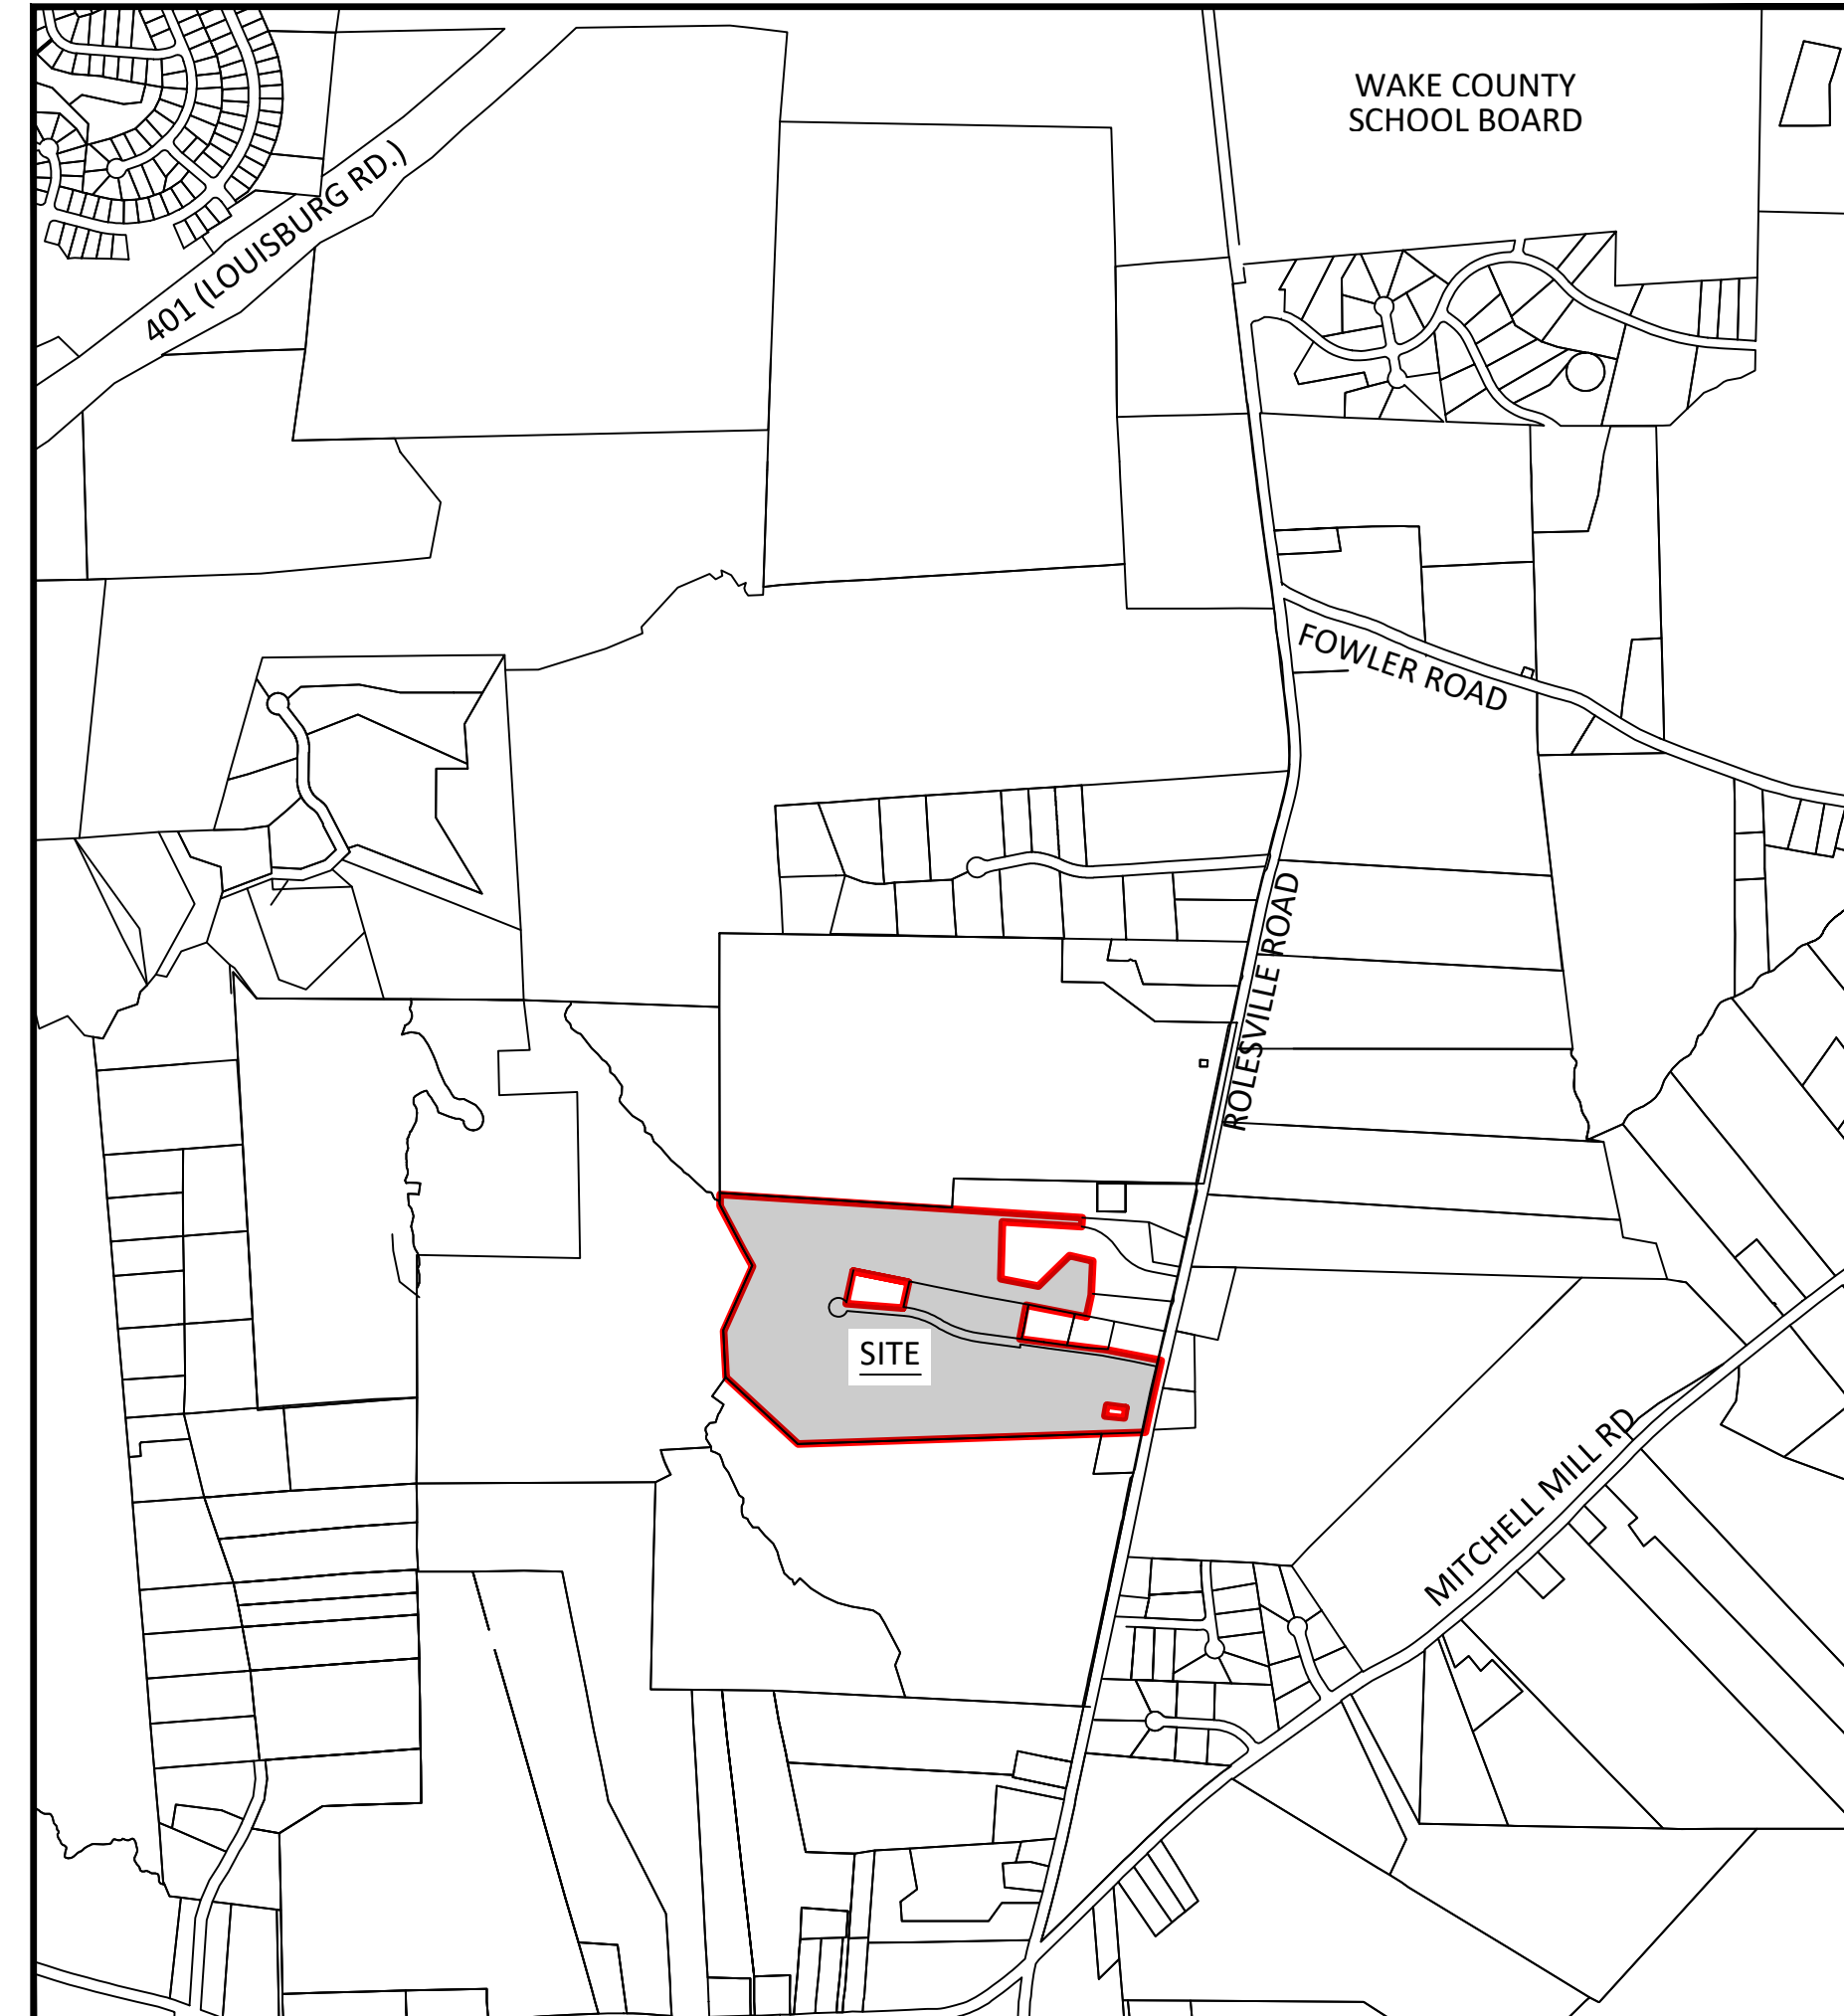 WAKE COUNTY
SCHOOL BOARD
401 (LOUISBURG RD.)
FOWLER ROAD
ROLESVILLE ROAD
SITE
MITCHELL MILL RD